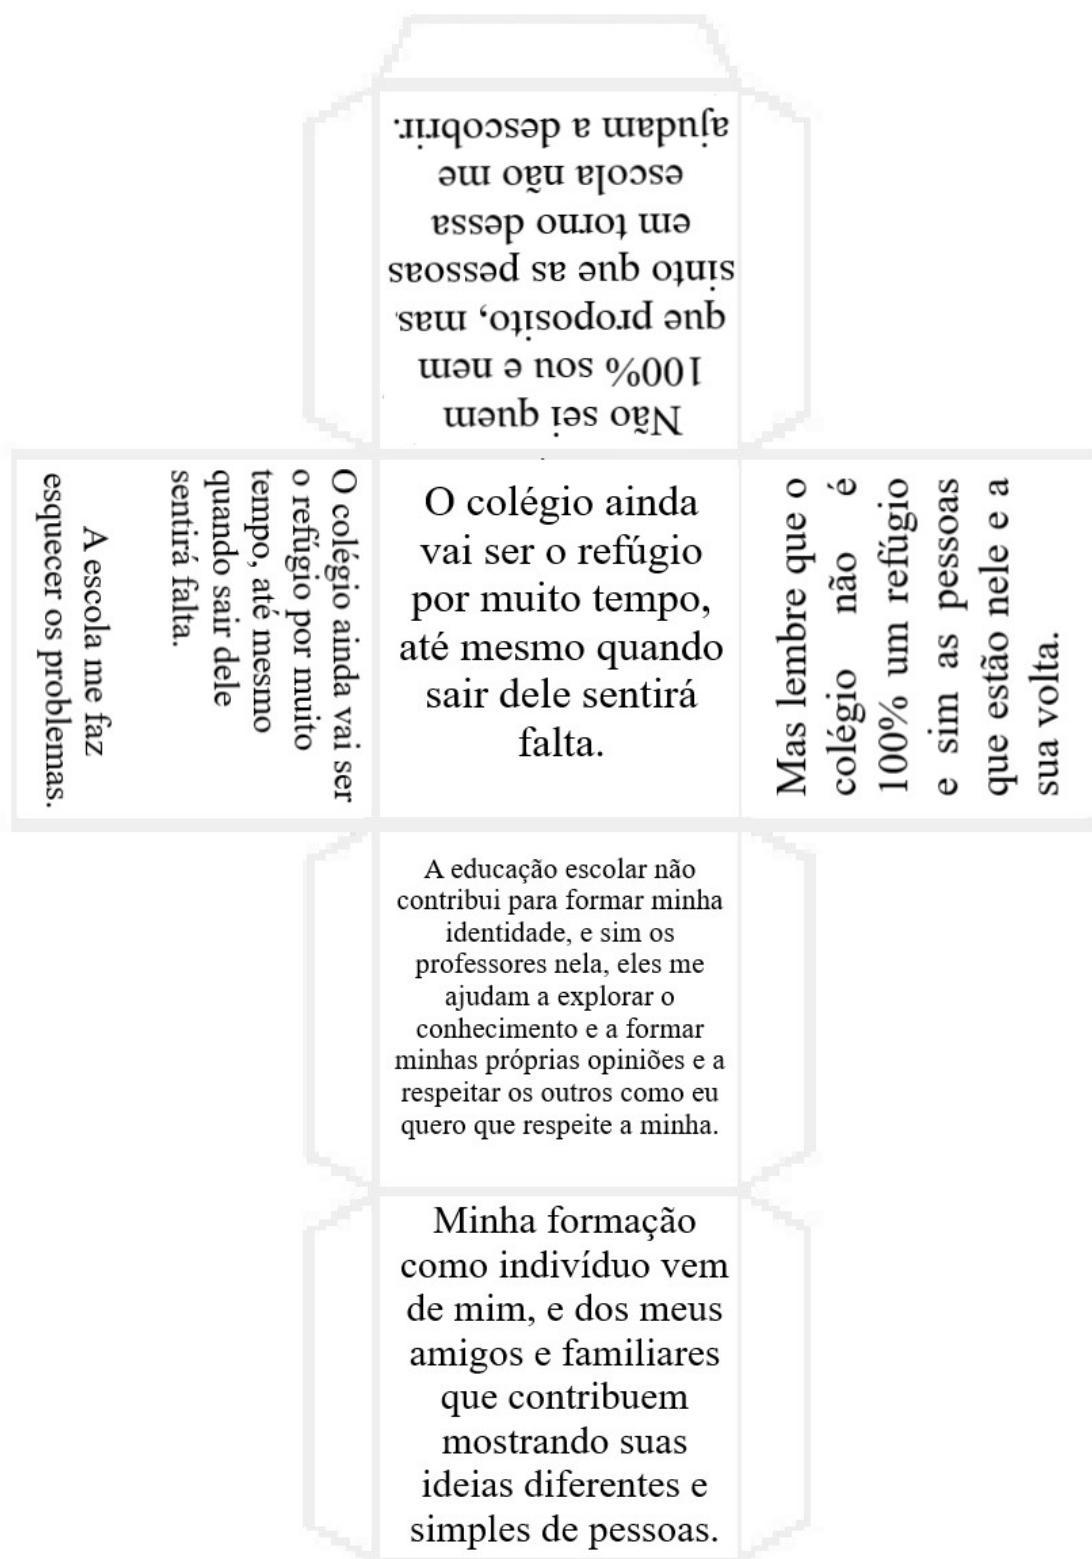 Não sei quem
100% sou e nem
que proposito, mas
sinto que as pessoas
em torno dessa
escola não me
ajudam a descobrir.
O colégio ainda vai ser
o refúgio por muito
tempo, até mesmo
quando sair dele
sentirá falta.
A escola me faz
esquecer os problemas.
O colégio ainda
vai ser o refúgio
por muito tempo,
até mesmo quando
sair dele sentirá
falta.
Mas lembre que o
colégio não é
100% um refúgio
e sim as pessoas
que estão nele e a
sua volta.
A educação escolar não
contribui para formar minha
identidade, e sim os
professores nela, eles me
ajudam a explorar o
conhecimento e a formar
minhas próprias opiniões e a
respeitar os outros como eu
quero que respeite a minha.
Minha formação
como indivíduo vem
de mim, e dos meus
amigos e familiares
que contribuem
mostrando suas
ideias diferentes e
simples de pessoas.